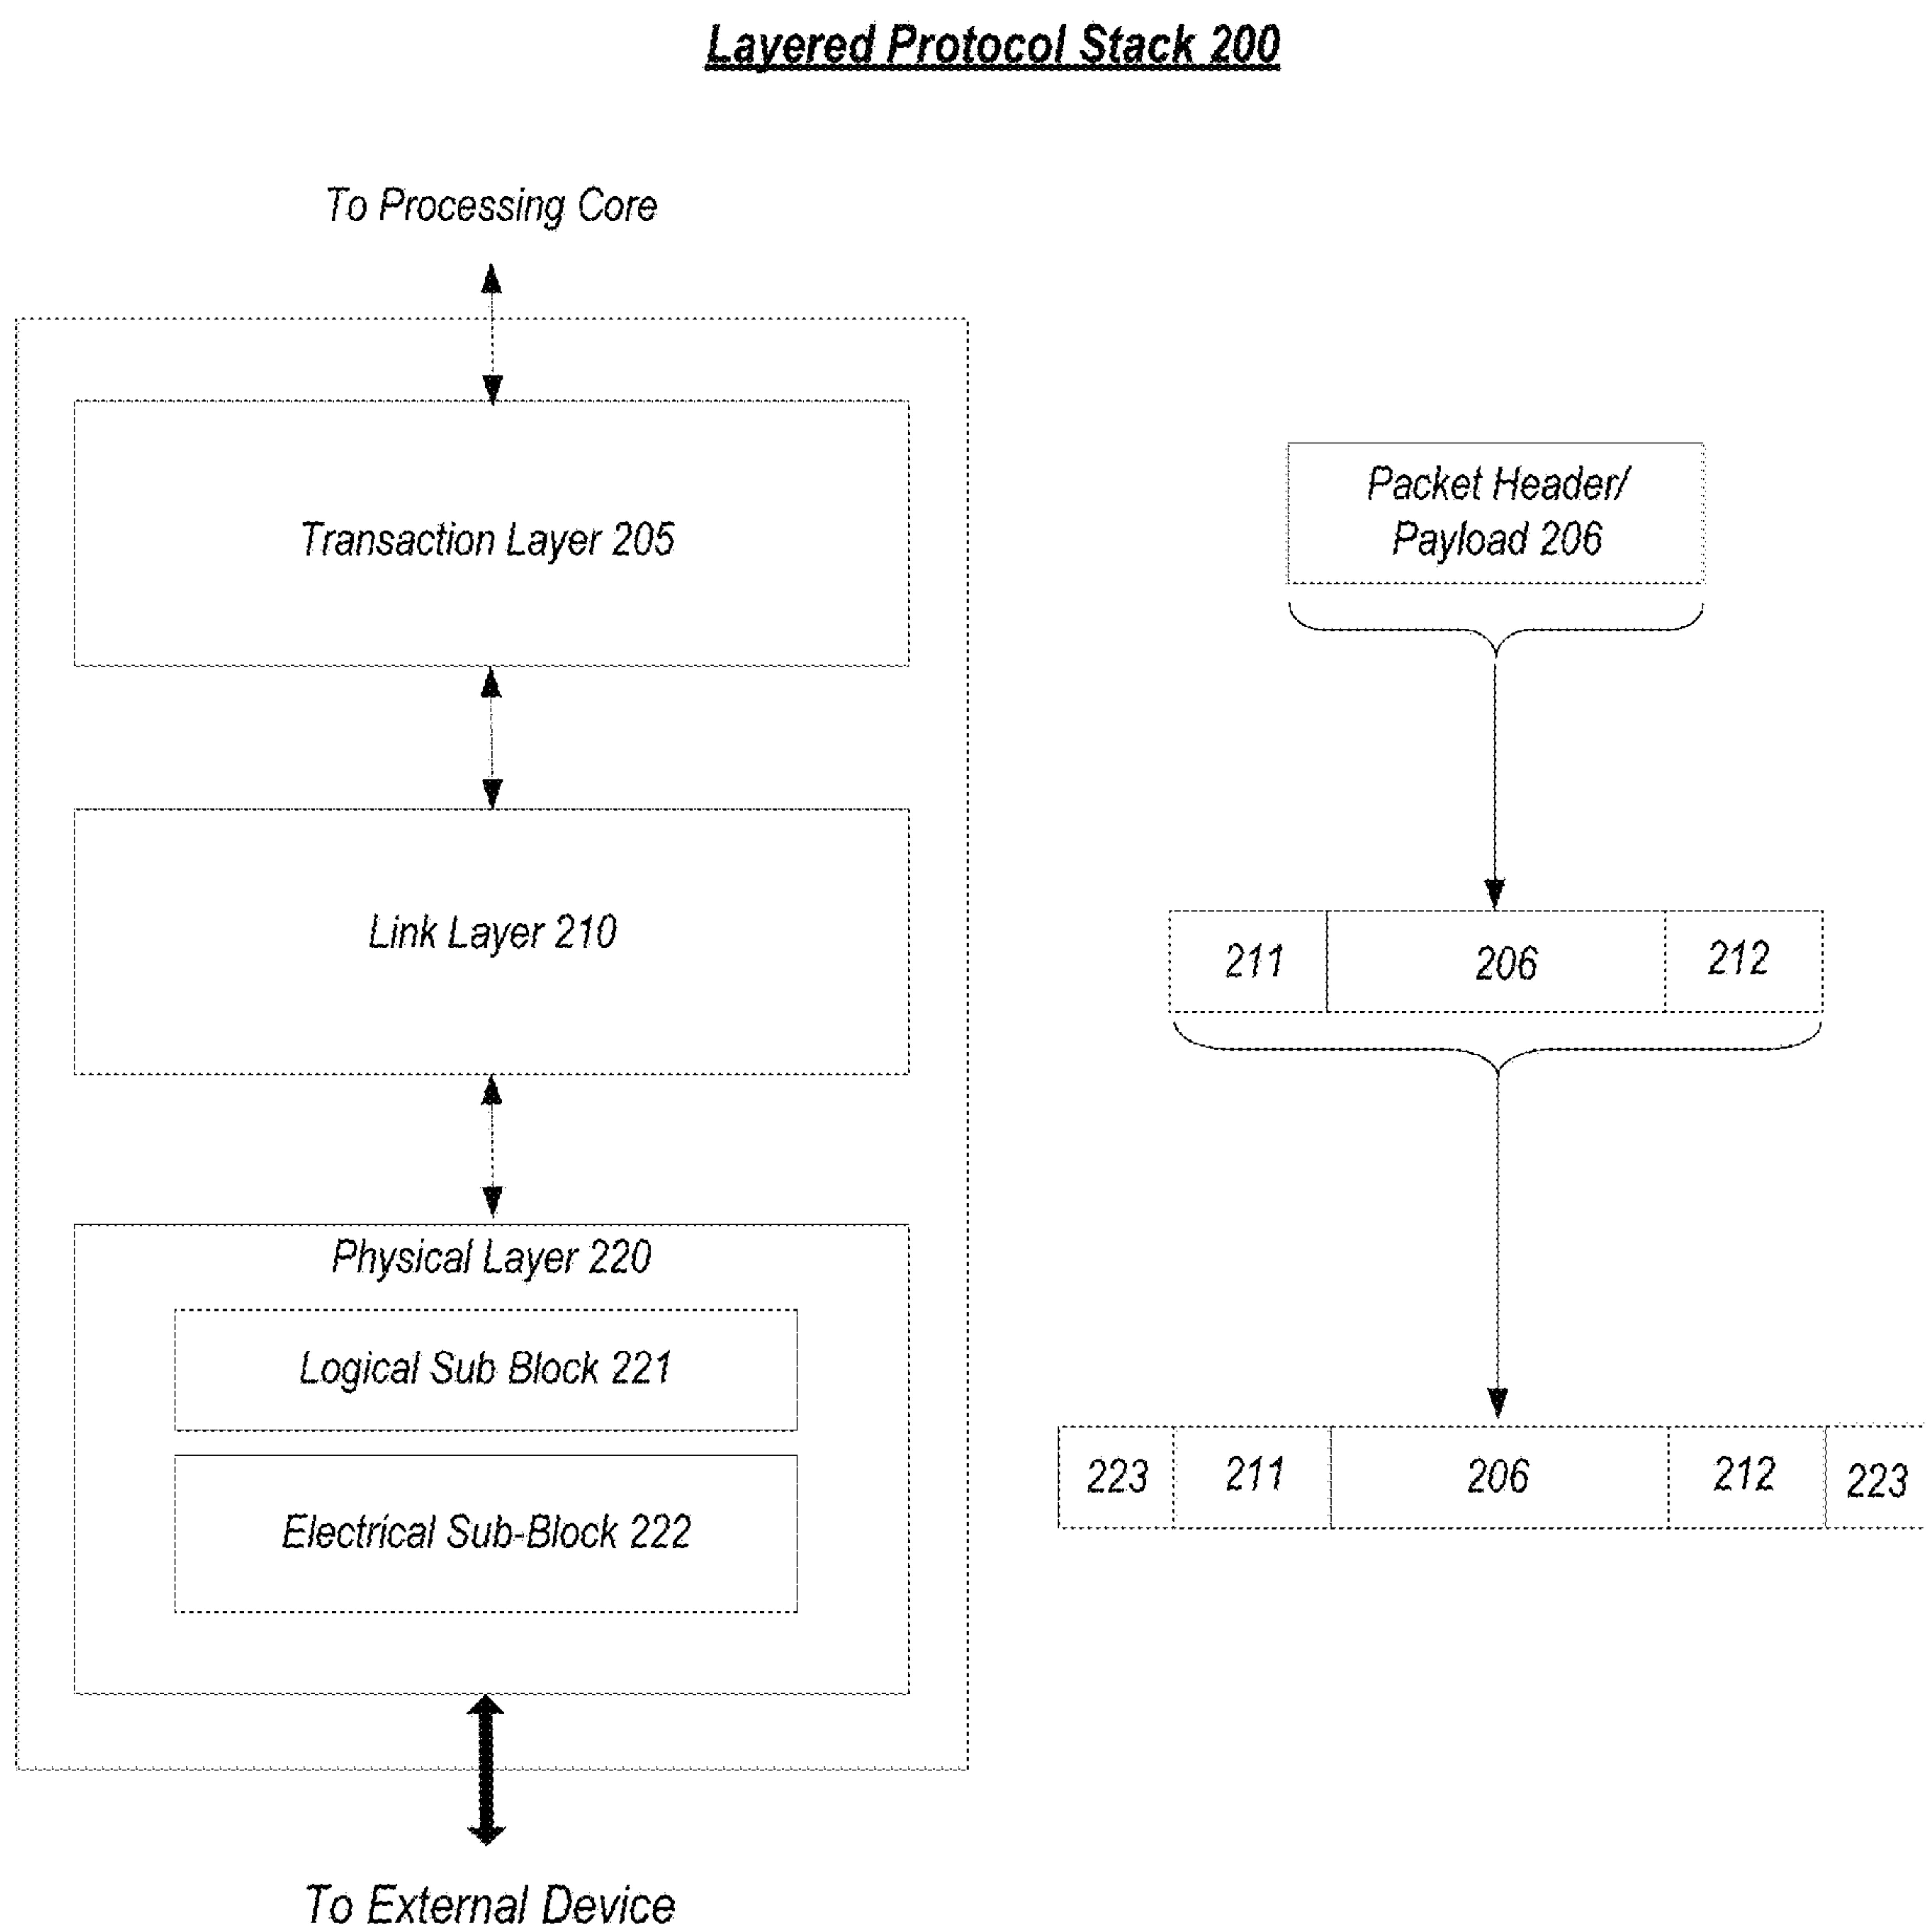 Layered Protocol Stack 200
To Processing Core
Transaction Layer 205
Packet Header/
Payload 206
Link Layer 210
211 206 212
Physical Layer 220
Logical Sub Block 221
Electrical Sub-Block 222
223 211 206 212 223
To External Device